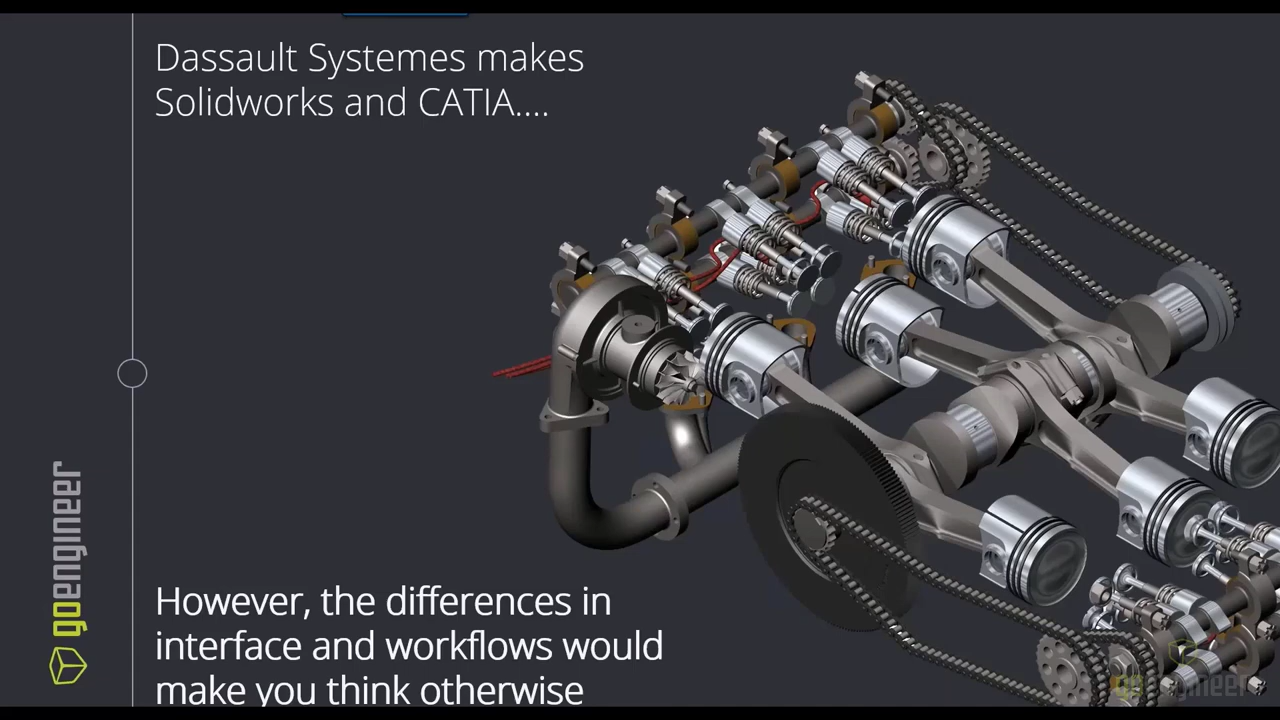 Dassault Systemes makes
Solidworks and CATIA....
goengineer
However, the differences in
interface and workflows would
make you think otherwise
goengineer